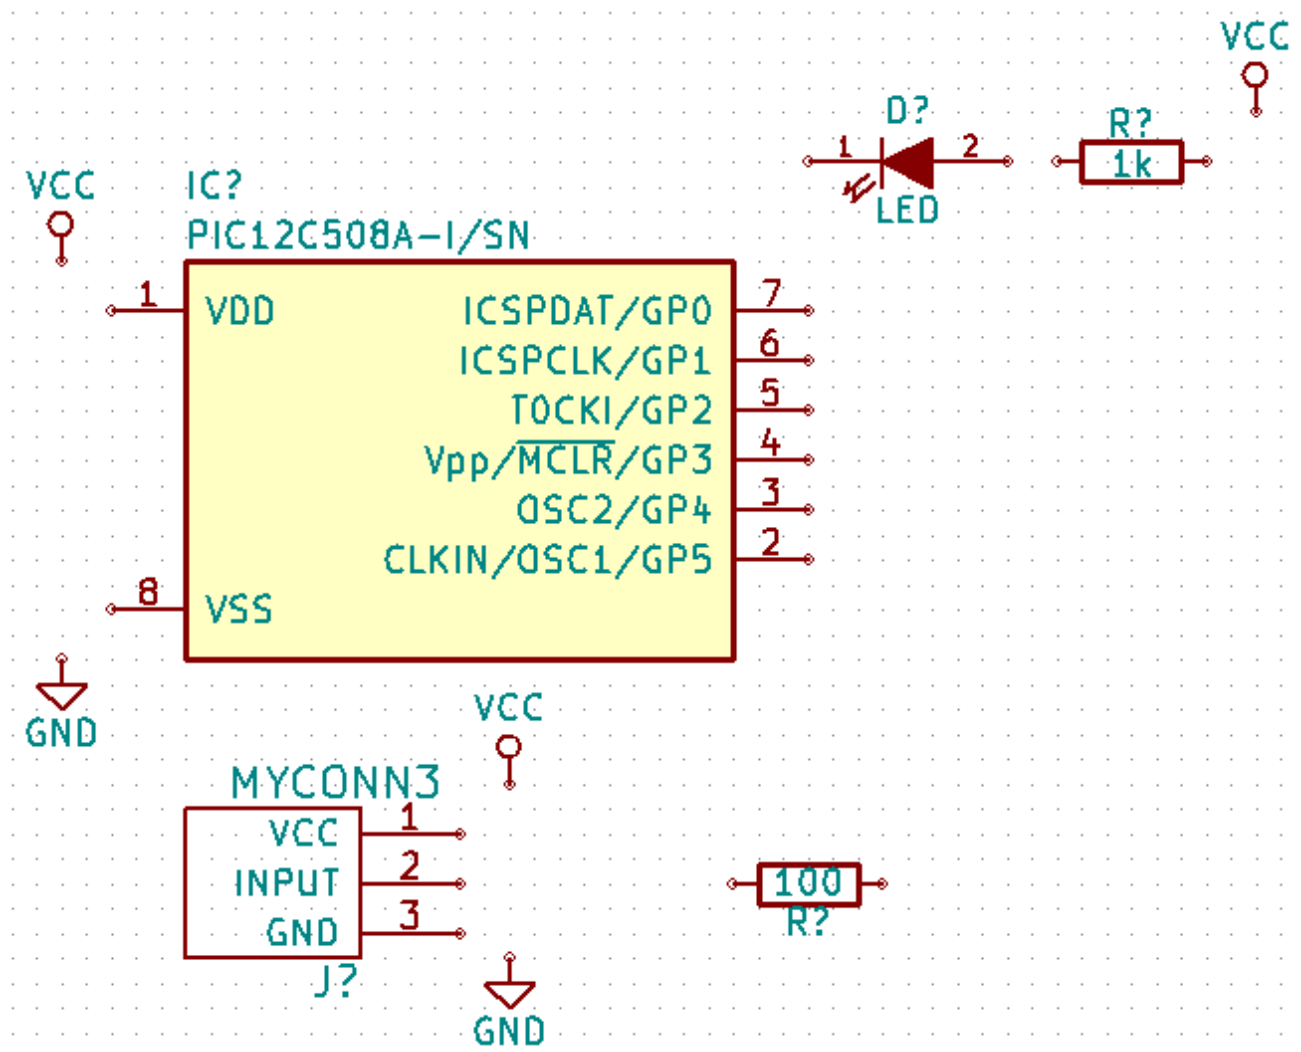 VCC
D?
R?
1 2
1k
LED
VCC
IC?
PIC12C508A-I/SN
1 VDD ICSPDAT/GP0 7
ICSPCLK/GP1 6
T0CKI/GP2 5
Vpp/MCLR/GP3 4
OSC2/GP4 3
CLKIN/OSC1/GP5 2
8 VSS
GND
VCC
MYCONN3
VCC 1
INPUT 2
GND 3
J?
100
R?
GND